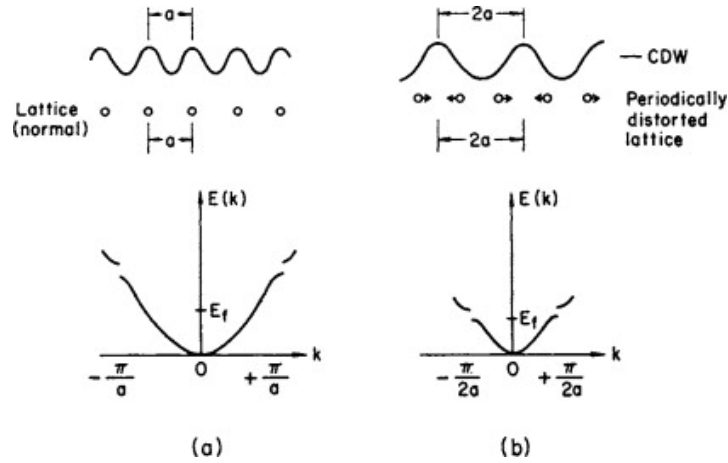 a
Lattice
(normal)
a
2a
— CDW
2a
Periodically
distorted
lattice
E(k)
E_f
k
-π/a
0
+π/a
(a)
E(k)
E_f
k
-π/2a
0
+π/2a
(b)